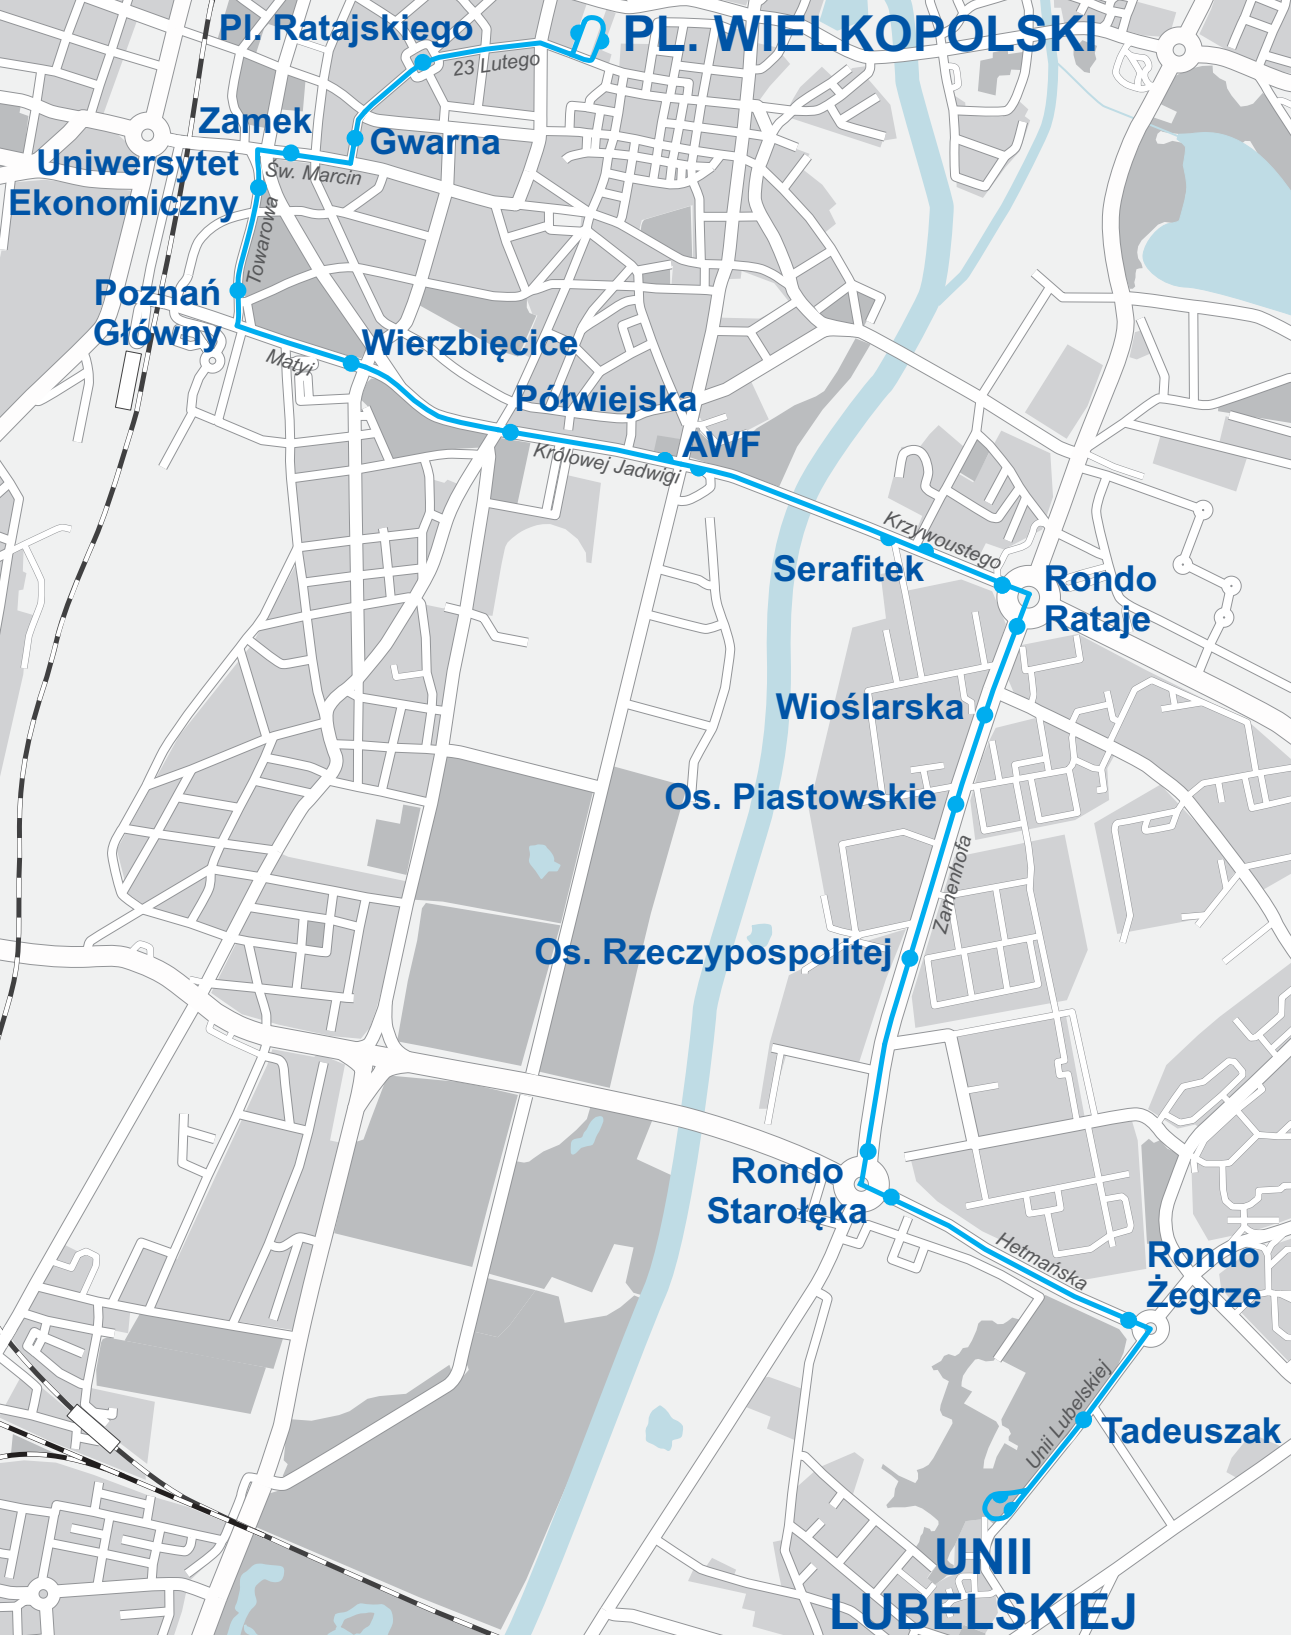 Pl. Ratajskiego
PL. WIELKOPOLSKI
23 Lutego
Zamek
Gwarna
Uniwersytet
Ekonomiczny
Św. Marcin
Towarowa
Poznań
Główny
Matyi
Wierzbięcice
Półwiejska
AWF
Królowej Jadwigi
Krzywoustego
Serafitek
Rondo
Rataje
Wioślarska
Os. Piastowskie
Zamenhofa
Os. Rzeczypospolitej
Rondo
Starołęka
Hetmańska
Rondo
Żegrze
Unii Lubelskiej
Tadeuszak
UNII
LUBELSKIEJ